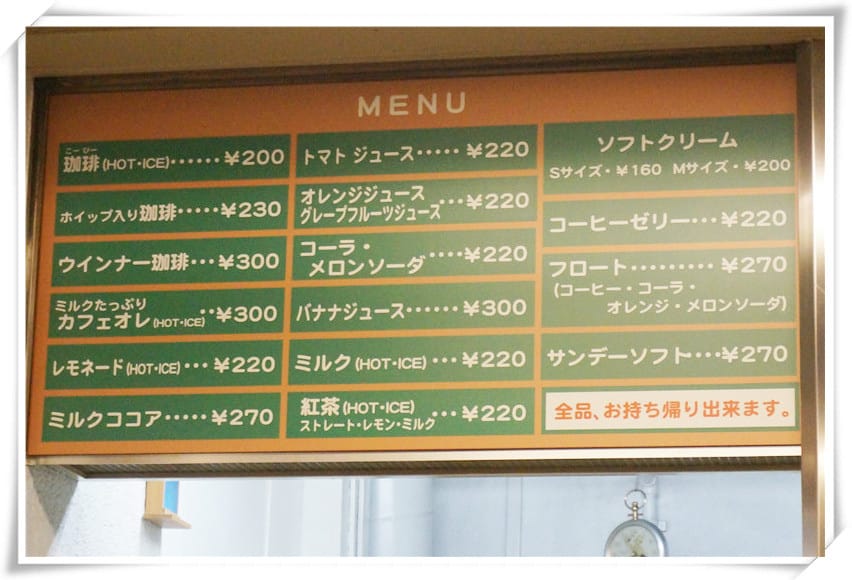 MENU
こーひー
珈琲(HOT・ICE)……¥200
ホイップ入り珈琲‥‥‥¥230
ウインナー珈琲…¥300
ミルクたっぷり
カフェオレ(HOT・ICE)‥¥300
レモネード(HOT・ICE)…¥220
ミルクココア‥‥‥¥270
トマト ジュース‥‥‥¥220
オレンジジュース
グレープフルーツジュース…¥220
コーラ・
メロンソーダ‥‥¥220
バナナジュース……¥300
ミルク(HOT・ICE)…¥220
紅茶(HOT・ICE)…¥220
ストレート・レモン・ミルク
ソフトクリーム
Sサイズ・¥160 Mサイズ・¥200
コーヒーゼリー…¥220
フロート………¥270
(コーヒー・コーラ・
オレンジ・メロンソーダ)
サンデーソフト…¥270
全品、お持ち帰り出来ます。